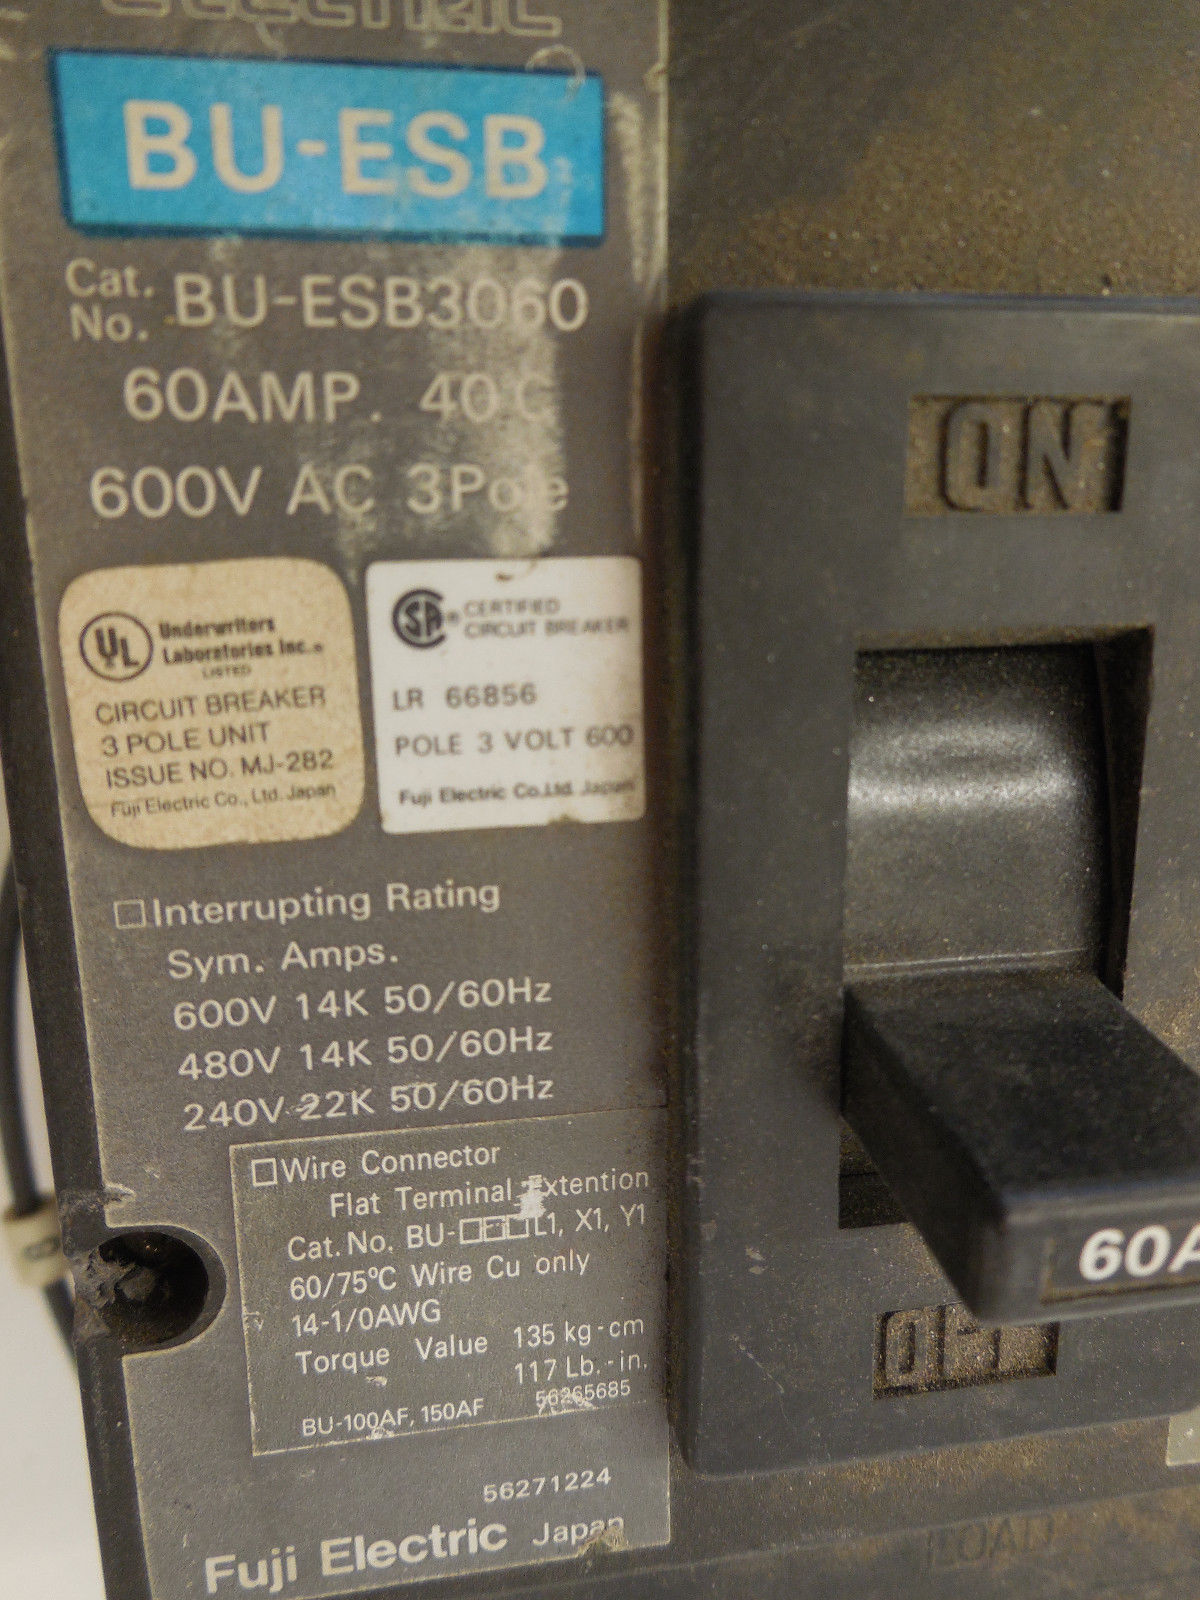 electric
BU-ESB
Cat. No. BU-ESB3060
60AMP. 40°C
600V AC 3Pole
UL® Underwriters
Laboratories Inc.®
LISTED
CIRCUIT BREAKER
3 POLE UNIT
ISSUE NO. MJ-282
Fuji Electric Co., Ltd. Japan
SA® CERTIFIED
CIRCUIT BREAKER
LR 66856
POLE 3 VOLT 600
Fuji Electric Co.Ltd. Japan
□Interrupting Rating
Sym. Amps.
600V 14K 50/60Hz
480V 14K 50/60Hz
240V 22K 50/60Hz
□Wire Connector
Flat Terminal Extention
Cat. No. BU-□□□L1, X1, Y1
60/75°C Wire Cu only
14-1/0AWG
Torque Value 135 kg-cm
117 Lb.-in.
BU-100AF, 150AF 56265685
56271224
Fuji Electric Japan
ON
60A
OFF
LOAD